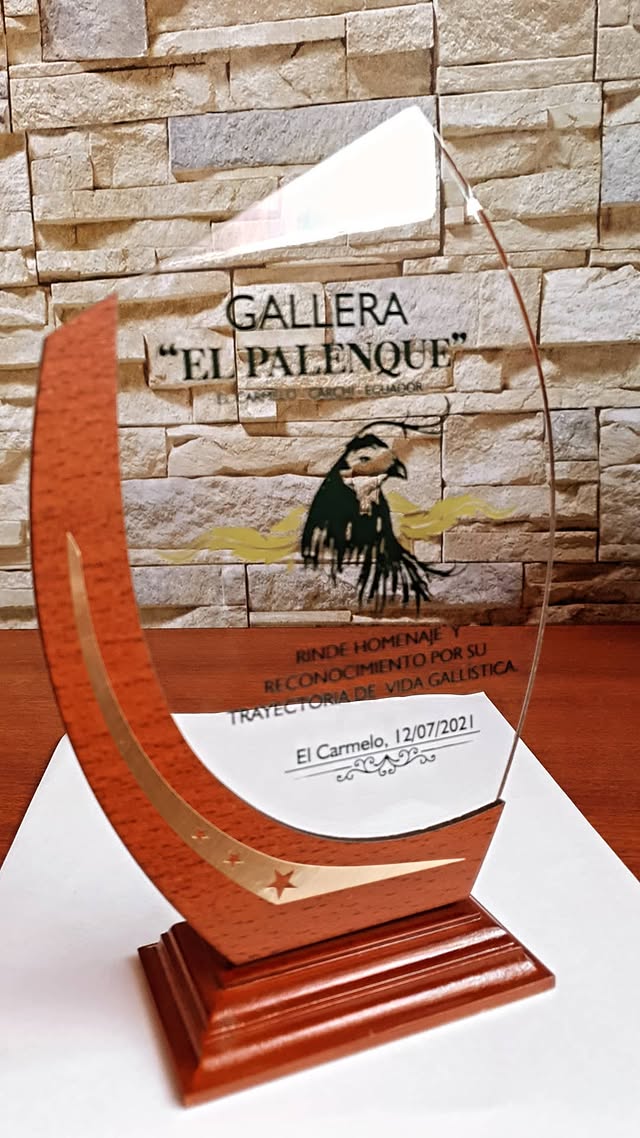 GALLERA
“EL PALENQUE”
EL CARMELO - CARCHI - ECUADOR
RINDE HOMENAJE Y
RECONOCIMIENTO POR SU
TRAYECTORIA DE VIDA GALLÍSTICA.
El Carmelo, 12/07/2021